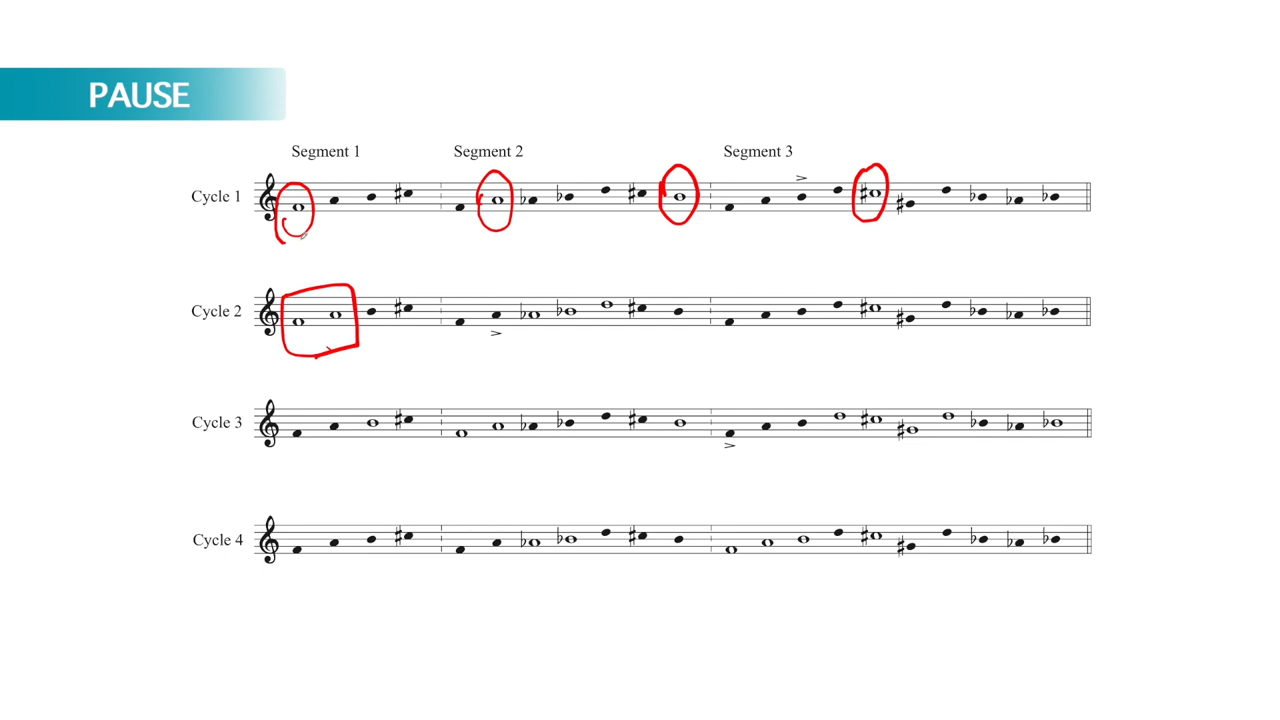 PAUSE
Segment 1 Segment 2 Segment 3
Cycle 1
Cycle 2
Cycle 3
Cycle 4